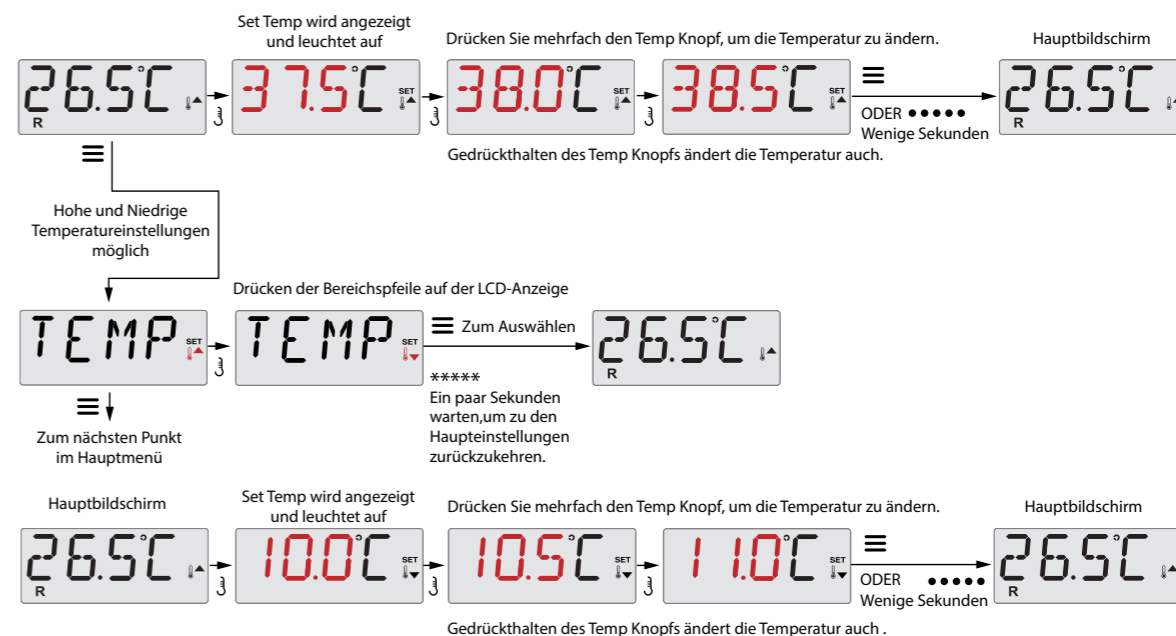 Set Temp wird angezeigt
und leuchtet auf
Drücken Sie mehrfach den Temp Knopf, um die Temperatur zu ändern.
Hauptbildschirm
26.5°C
R
37.5°C
SET
38.0°C
SET
38.5°C
SET
ODER •••••
Wenige Sekunden
26.5°C
R
Gedrückthalten des Temp Knopfs ändert die Temperatur auch.
Hohe und Niedrige
Temperatureinstellungen
möglich
Drücken der Bereichspfeile auf der LCD-Anzeige
TEMP
SET
TEMP
SET
Zum Auswählen
26.5°C
R
*****
Ein paar Sekunden
warten,um zu den
Haupteinstellungen
zurückzukehren.
Zum nächsten Punkt
im Hauptmenü
Hauptbildschirm
Set Temp wird angezeigt
und leuchtet auf
Drücken Sie mehrfach den Temp Knopf, um die Temperatur zu ändern.
Hauptbildschirm
26.5°C
R
10.0°C
SET
10.5°C
SET
11.0°C
SET
ODER •••••
Wenige Sekunden
26.5°C
R
Gedrückthalten des Temp Knopfs ändert die Temperatur auch .